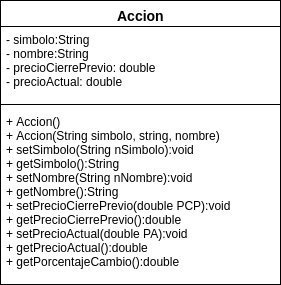 Accion
- simbolo:String
- nombre:String
- precioCierrePrevio: double
- precioActual: double
+ Accion()
+ Accion(String simbolo, string, nombre)
+ setSimbolo(String nSimbolo):void
+ getSimbolo():String
+ setNombre(String nNombre):void
+ getNombre():String
+ setPrecioCierrePrevio(double PCP):void
+ getPrecioCierrePrevio():double
+ setPrecioActual(double PA):void
+ getPrecioActual():double
+ getPorcentajeCambio():double